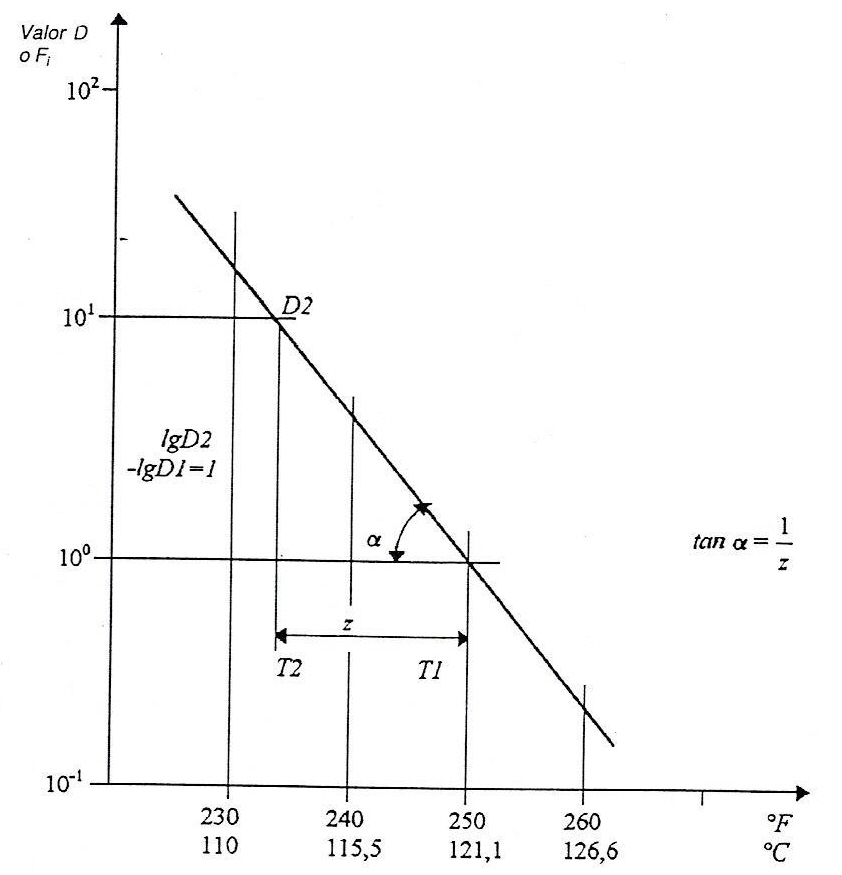 Valor D
o Fᵢ
10²
10¹
D2
lgD2
-lgD1=1
α
tan α = 1/z
10⁰
z
T2 T1
10⁻¹
230 240 250 260 °F
110 115,5 121,1 126,6 °C